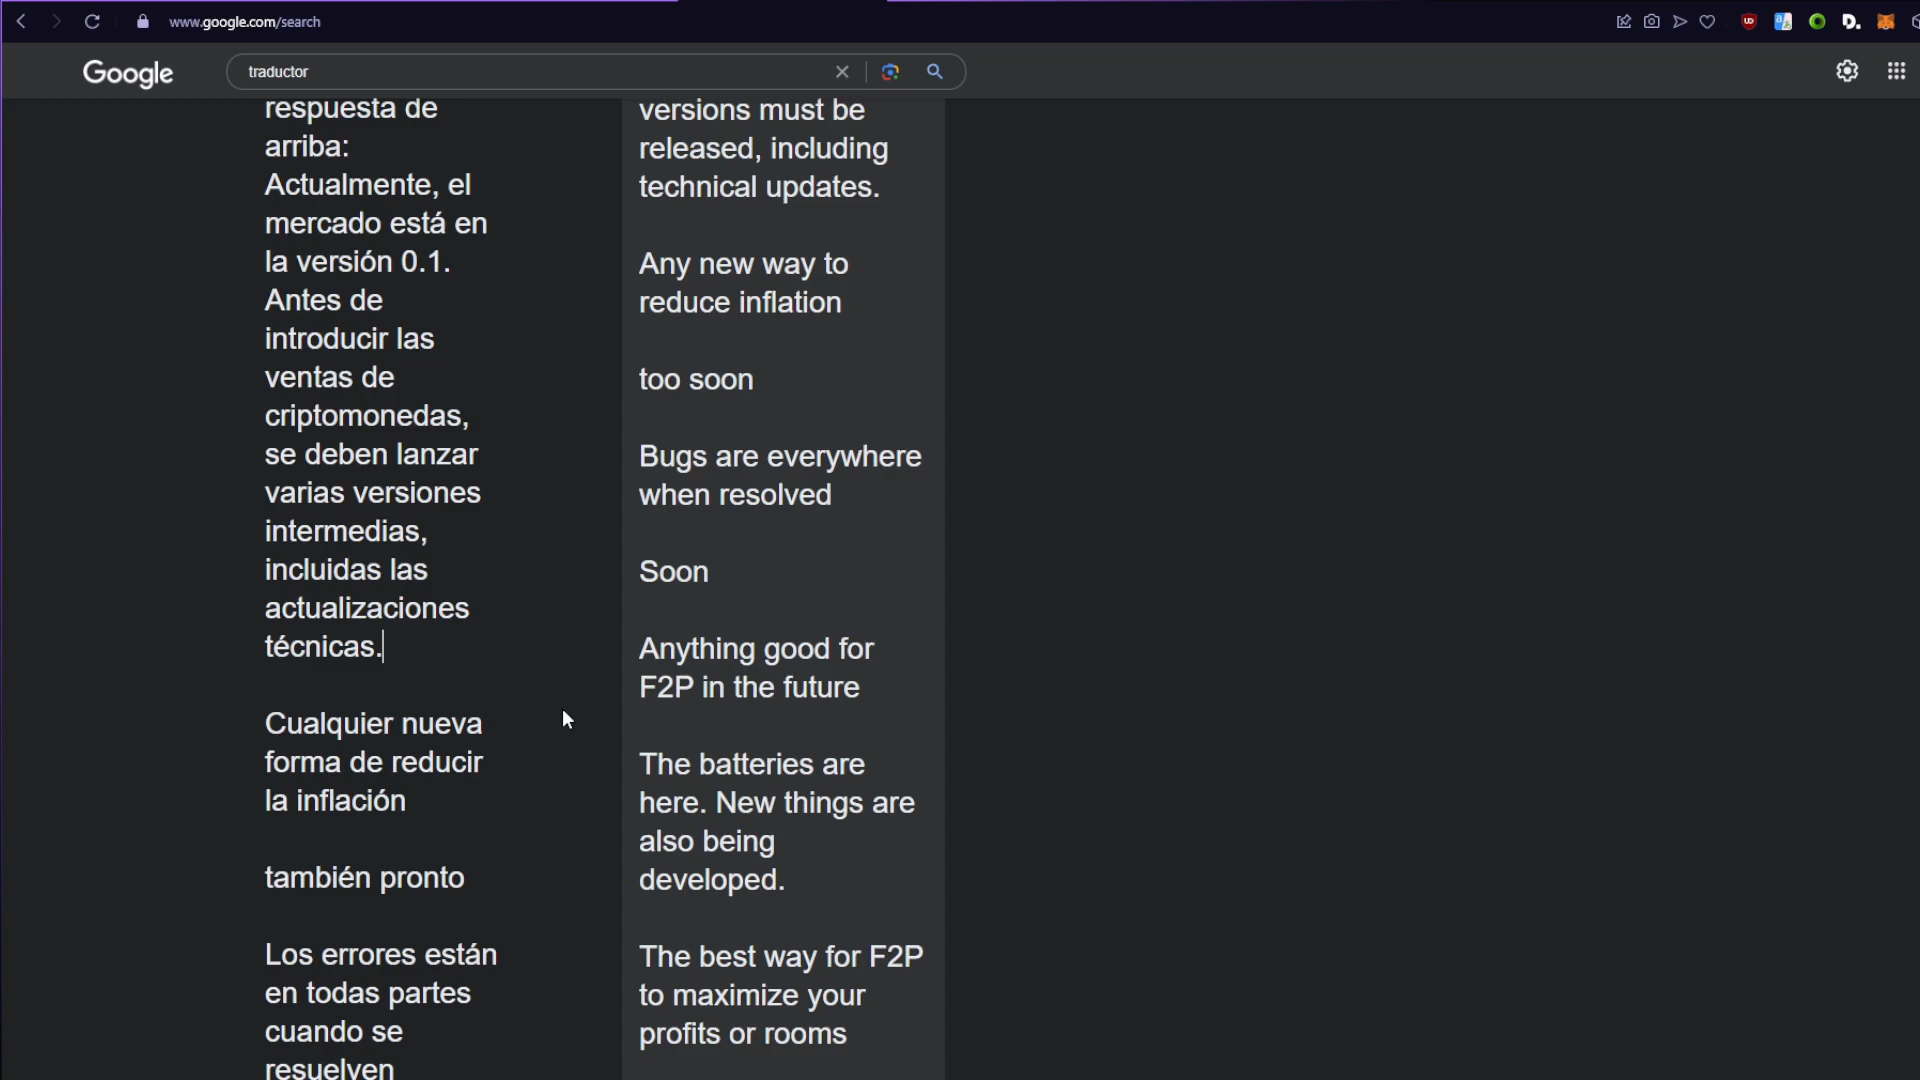 www.google.com/search
Google
traductor
respuesta de
arriba:
Actualmente, el
mercado está en
la versión 0.1.
Antes de
introducir las
ventas de
criptomonedas,
se deben lanzar
varias versiones
intermedias,
incluidas las
actualizaciones
técnicas.
Cualquier nueva
forma de reducir
la inflación
también pronto
Los errores están
en todas partes
cuando se
resuelven
versions must be
released, including
technical updates.
Any new way to
reduce inflation
too soon
Bugs are everywhere
when resolved
Soon
Anything good for
F2P in the future
The batteries are
here. New things are
also being
developed.
The best way for F2P
to maximize your
profits or rooms